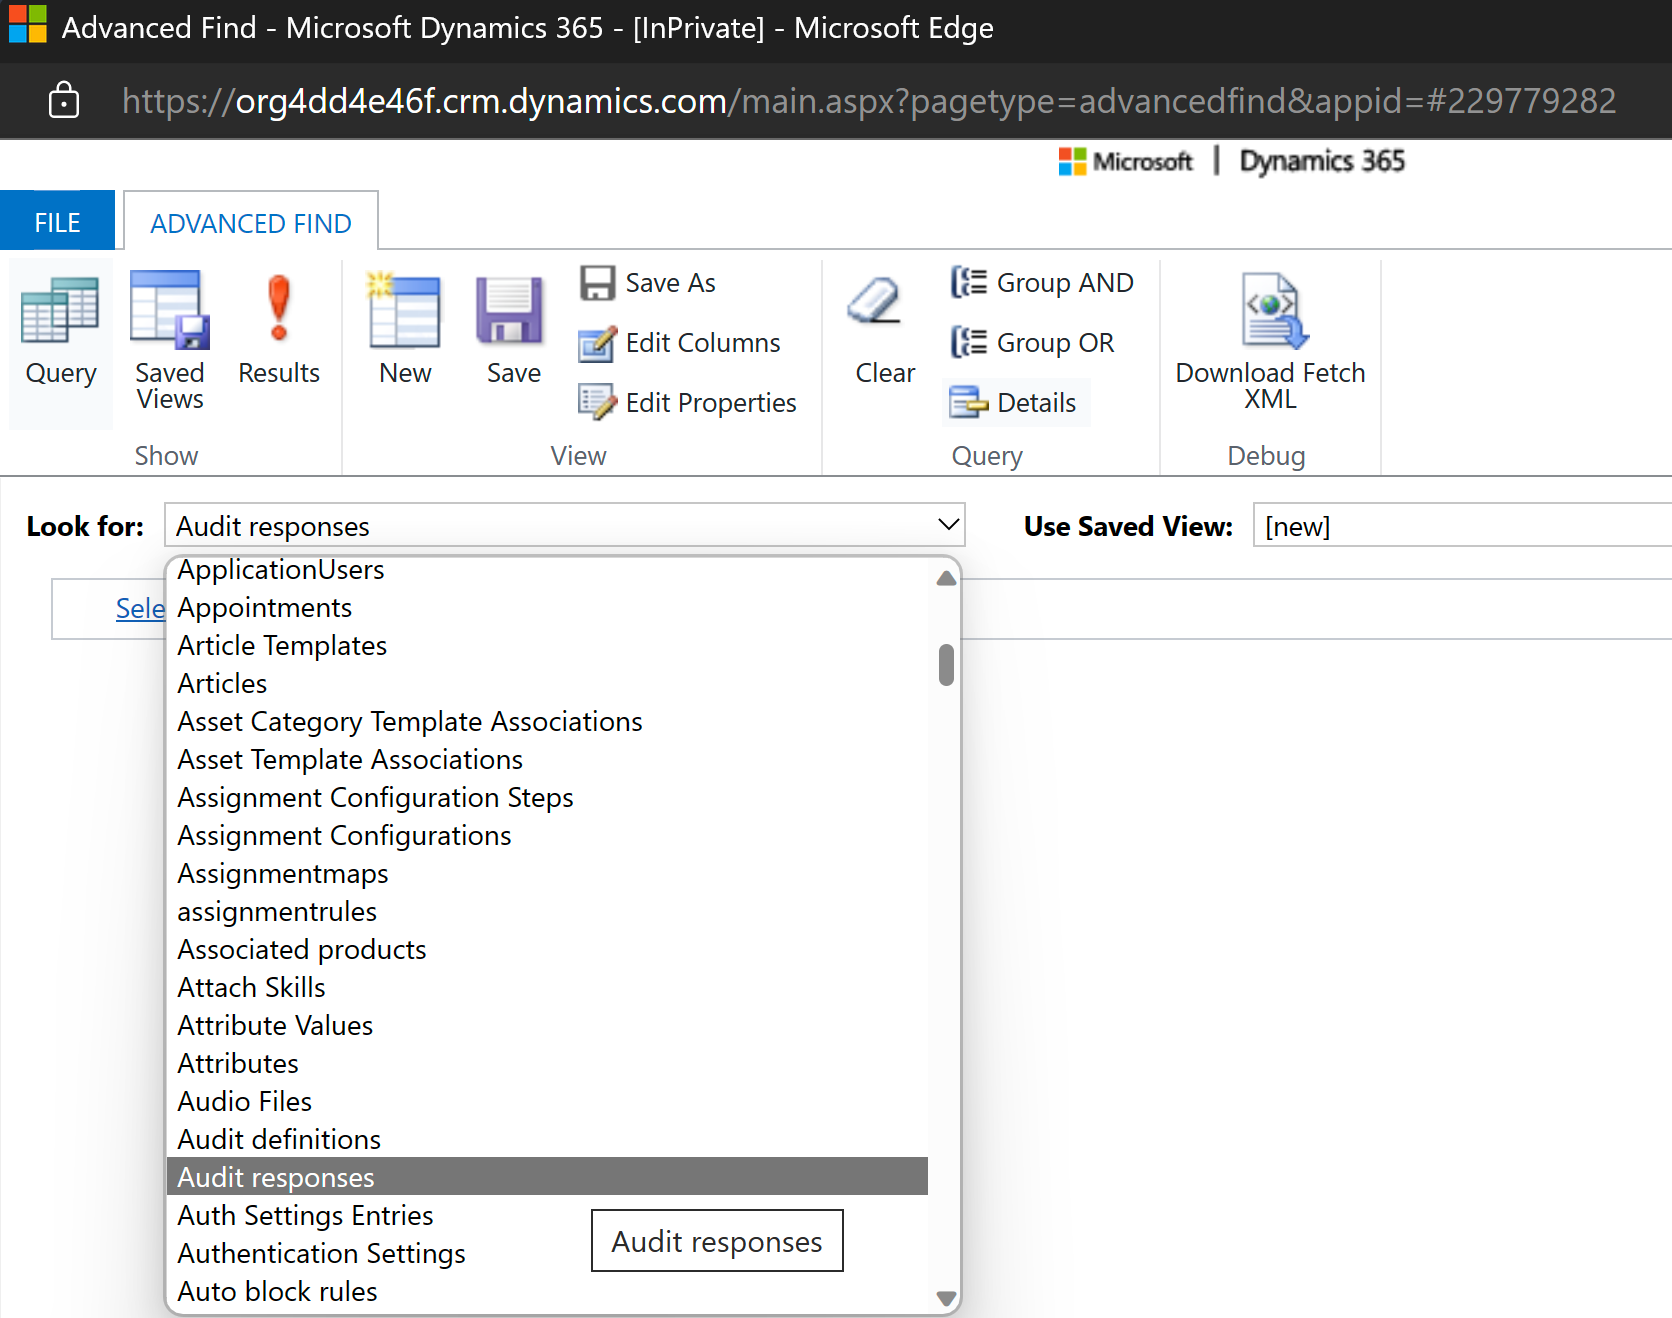 Advanced Find - Microsoft Dynamics 365 - [InPrivate] - Microsoft Edge
https://org4dd4e46f.crm.dynamics.com/main.aspx?pagetype=advancedfind&appid=#229779282
Microsoft | Dynamics 365
FILE
ADVANCED FIND
Query
Saved Views
Results
Show
New
Save
Save As
Edit Columns
Edit Properties
View
Clear
Group AND
Group OR
Details
Query
Download Fetch XML
Debug
Look for:
Audit responses
Use Saved View:
[new]
Sele
ApplicationUsers
Appointments
Article Templates
Articles
Asset Category Template Associations
Asset Template Associations
Assignment Configuration Steps
Assignment Configurations
Assignmentmaps
assignmentrules
Associated products
Attach Skills
Attribute Values
Attributes
Audio Files
Audit definitions
Audit responses
Auth Settings Entries
Authentication Settings
Auto block rules
Audit responses